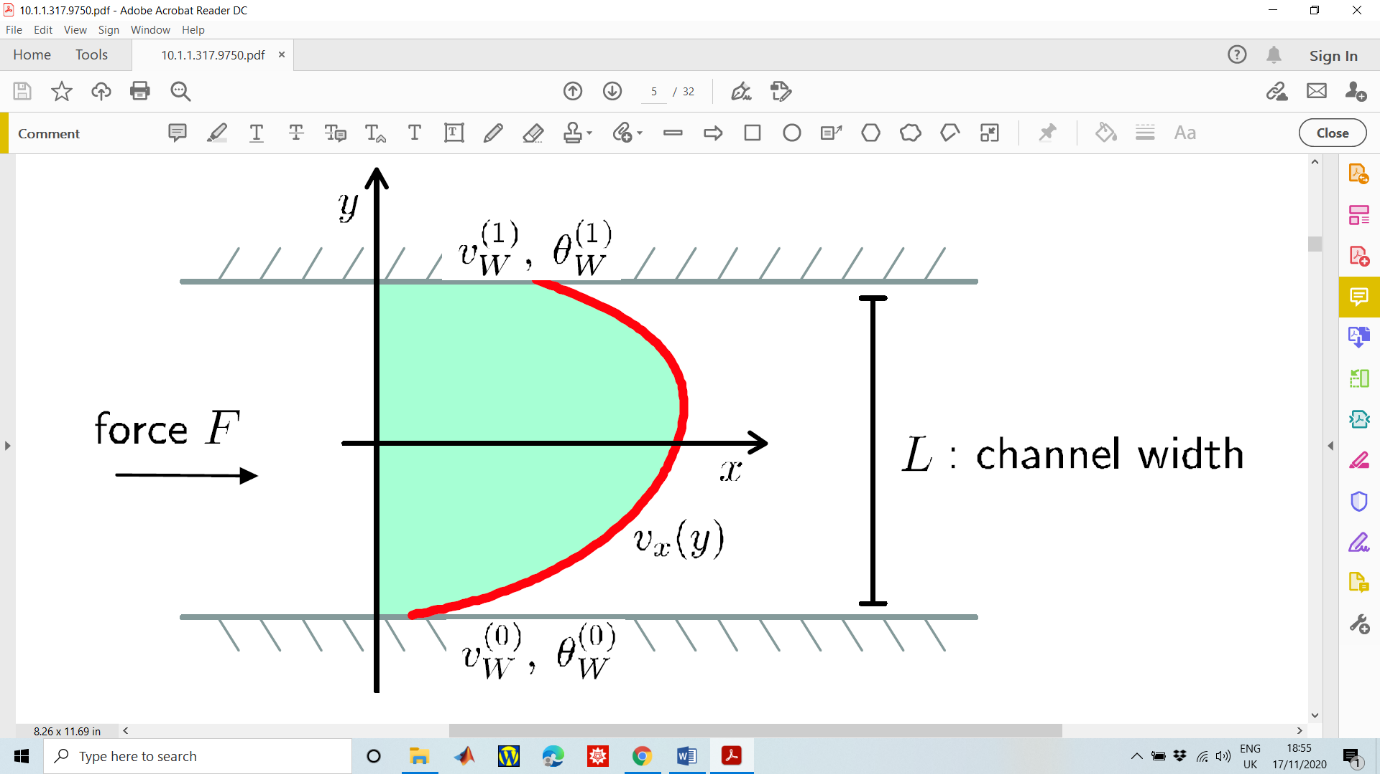 10.1.1.317.9750.pdf - Adobe Acrobat Reader DC
File Edit View Sign Window Help
Home Tools 10.1.1.317.9750.pdf × Sign In
5 / 32
Comment Aa Close
y
v_W^{(1)}, θ_W^{(1)}
force F
x
L : channel width
v_x(y)
v_W^{(0)}, θ_W^{(0)}
8.26 x 11.69 in
Type here to search
ENG
UK
18:55
17/11/2020
1